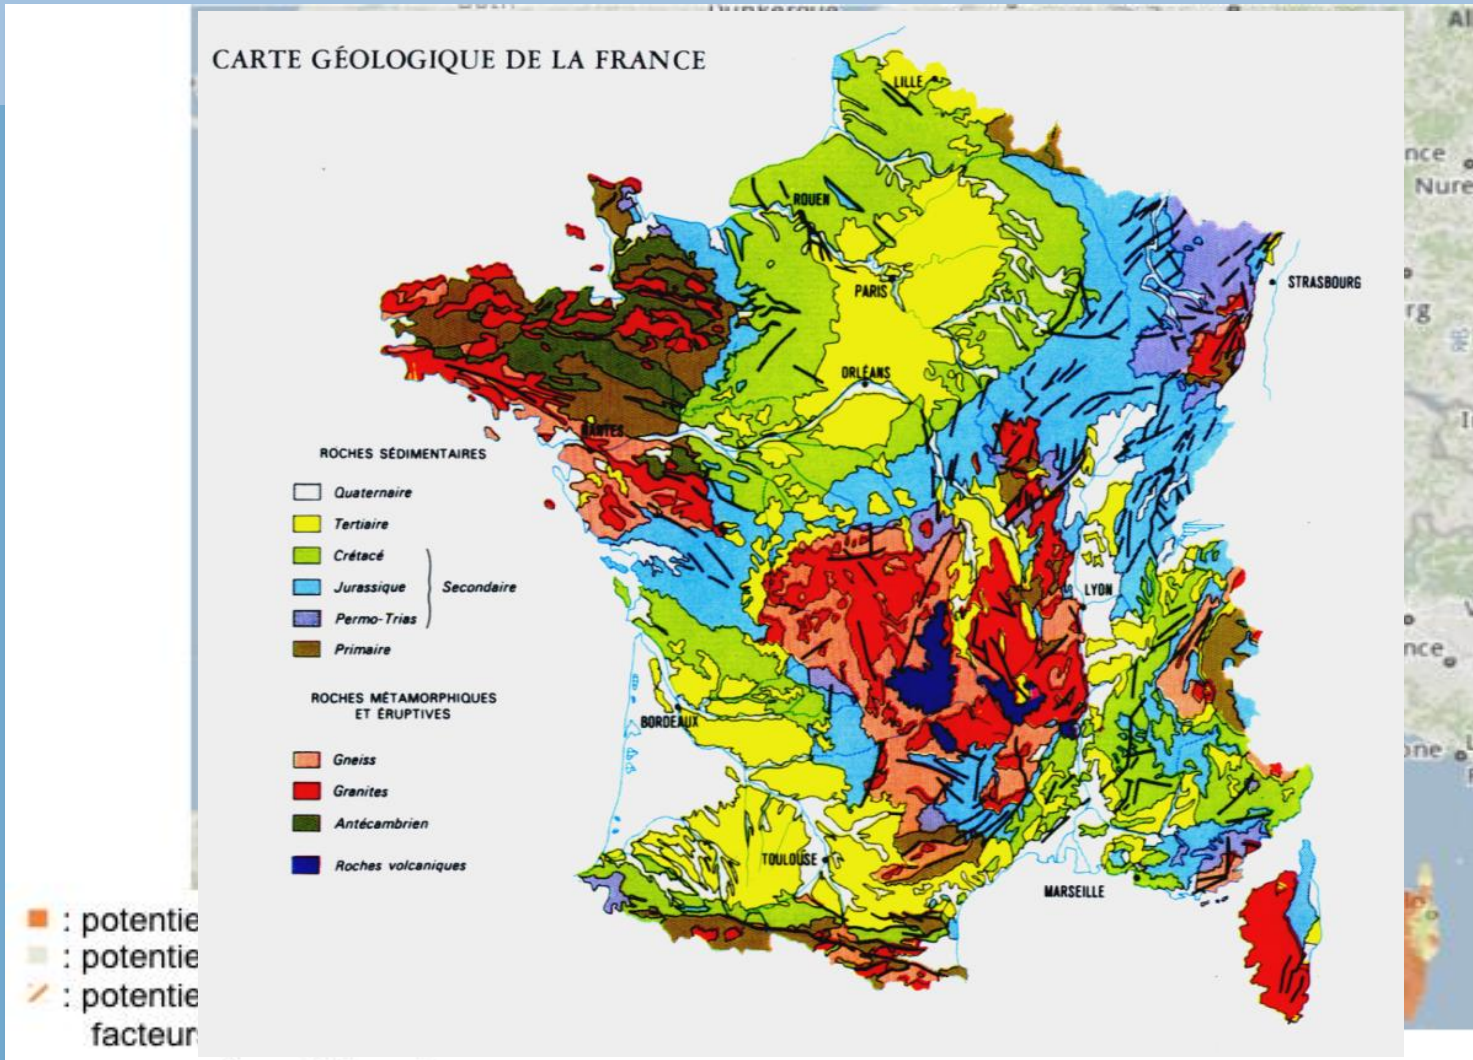 CARTE GÉOLOGIQUE DE LA FRANCE
LILLE
ROUEN
PARIS
STRASBOURG
ORLÉANS
NANTES
LYON
BORDEAUX
TOULOUSE
MARSEILLE
ROCHES SÉDIMENTAIRES
Quaternaire
Tertiaire
Crétacé
Jurassique
Secondaire
Permo-Trias
Primaire
ROCHES MÉTAMORPHIQUES
ET ÉRUPTIVES
Gneiss
Granites
Antécambrien
Roches volcaniques
nce
Nure
rg
nce
one
: potentie
: potentie
: potentie
facteur